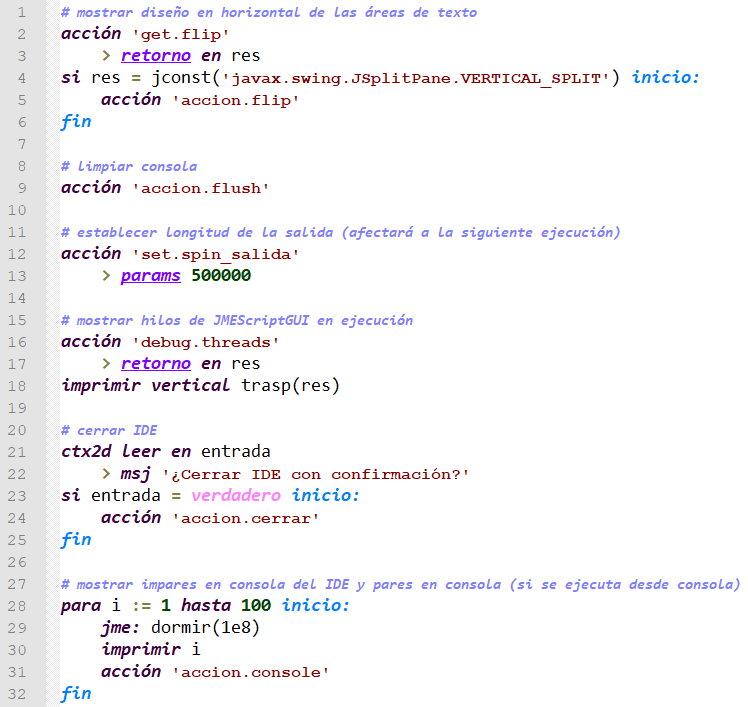 1 # mostrar diseño en horizontal de las áreas de texto
2 acción 'get.flip'
3 > retorno en res
4 si res = jconst('javax.swing.JSplitPane.VERTICAL_SPLIT') inicio:
5 acción 'accion.flip'
6 fin
7
8 # limpiar consola
9 acción 'accion.flush'
10
11 # establecer longitud de la salida (afectará a la siguiente ejecución)
12 acción 'set.spin_salida'
13 > params 500000
14
15 # mostrar hilos de JMEScriptGUI en ejecución
16 acción 'debug.threads'
17 > retorno en res
18 imprimir vertical trasp(res)
19
20 # cerrar IDE
21 ctx2d leer en entrada
22 > msj '¿Cerrar IDE con confirmación?'
23 si entrada = verdadero inicio:
24 acción 'accion.cerrar'
25 fin
26
27 # mostrar impares en consola del IDE y pares en consola (si se ejecuta desde consola)
28 para i := 1 hasta 100 inicio:
29 jme: dormir(1e8)
30 imprimir i
31 acción 'accion.console'
32 fin